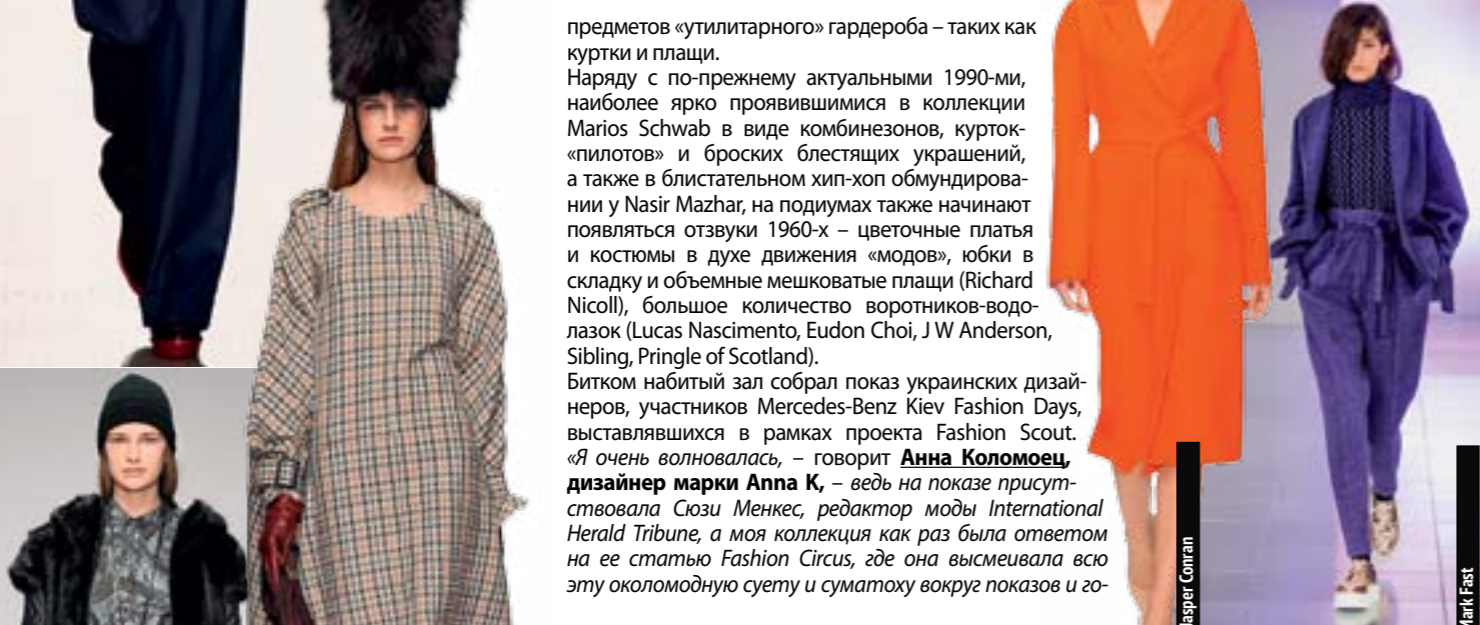 предметов «утилитарного» гардероба – таких как
куртки и плащи.
Наряду с по-прежнему актуальными 1990-ми,
наиболее ярко проявившимися в коллекции
Marios Schwab в виде комбинезонов, курток-
«пилотов» и броских блестящих украшений,
а также в блистательном хип-хоп обмундирова-
нии у Nasir Mazhar, на подиумах также начинают
появляться отзвуки 1960-х – цветочные платья
и костюмы в духе движения «модов», юбки в
складку и объемные мешковатые плащи (Richard
Nicoll), большое количество воротников-водо-
лазок (Lucas Nascimento, Eudon Choi, J W Anderson,
Sibling, Pringle of Scotland).
Битком набитый зал собрал показ украинских дизай-
неров, участников Mercedes-Benz Kiev Fashion Days,
выставлявшихся в рамках проекта Fashion Scout.
«Я очень волновалась, – говорит Анна Коломоец,
дизайнер марки Anna K, – ведь на показе присут-
ствовала Сюзи Менкес, редактор моды International
Herald Tribune, а моя коллекция как раз была ответом
на ее статью Fashion Circus, где она высмеивала всю
эту околомодную суету и суматоху вокруг показов и го-
Jasper Conran
Mark Fast